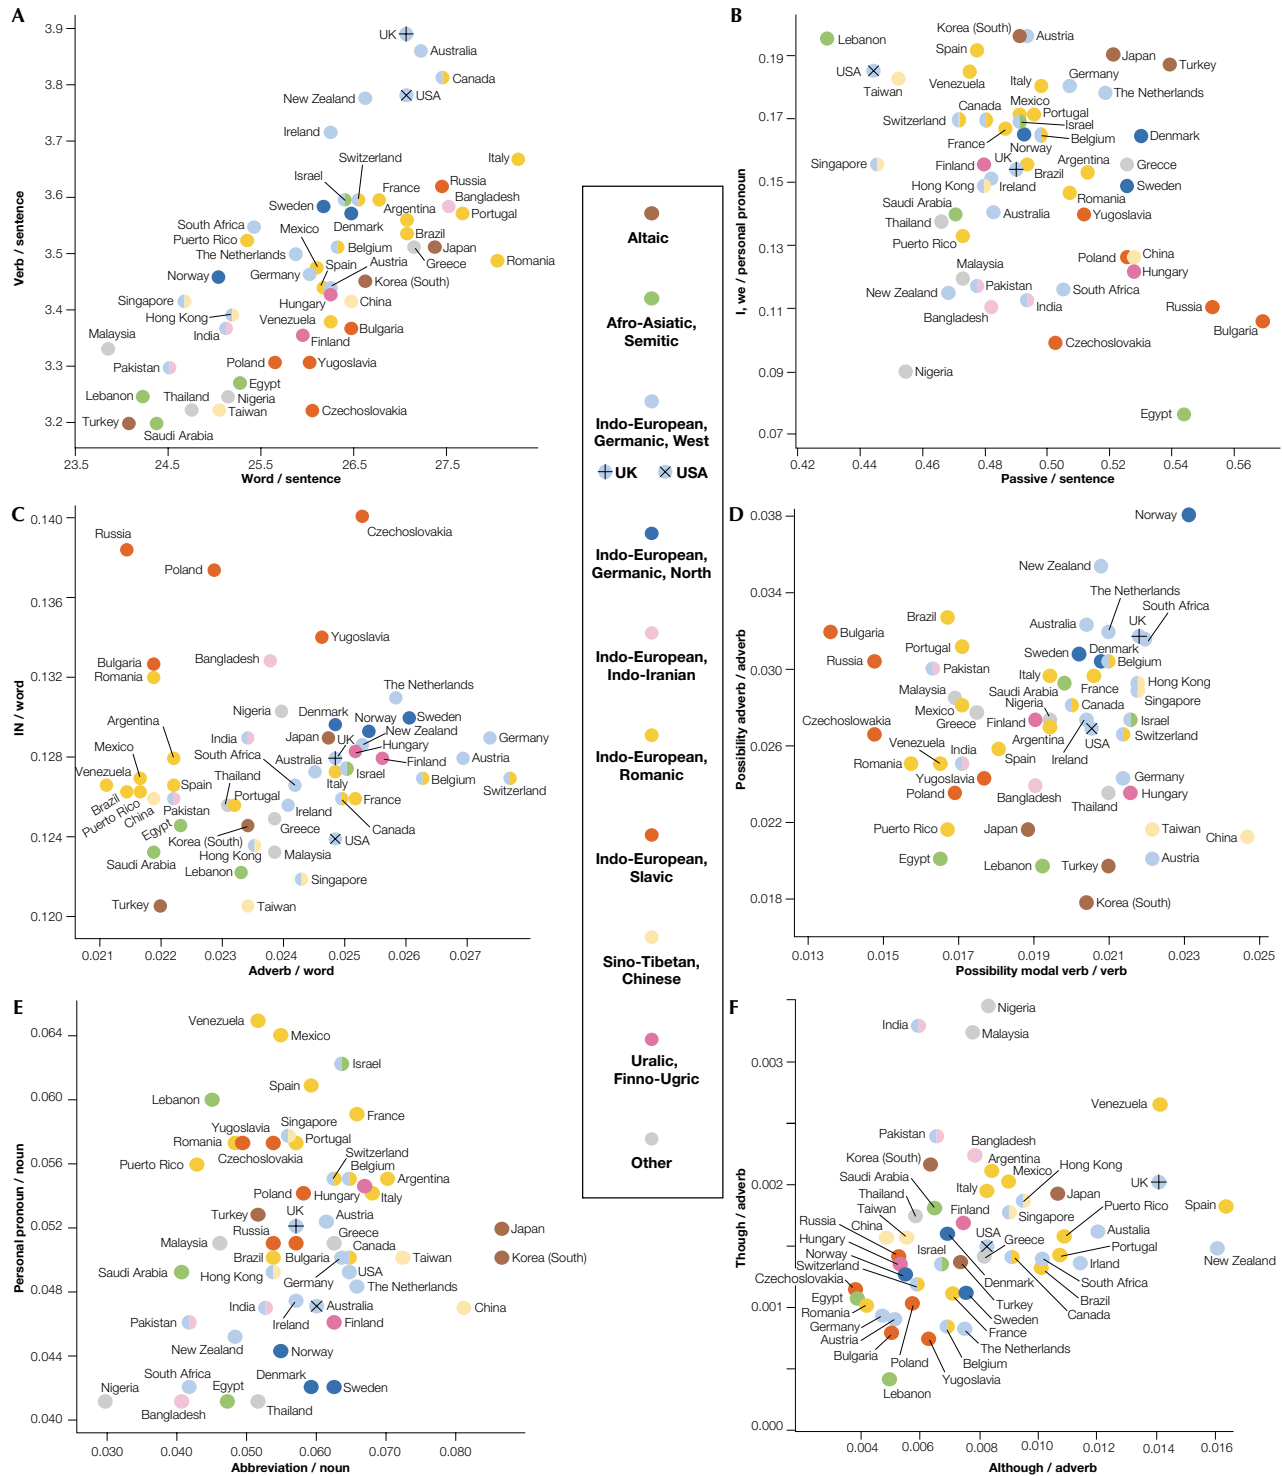 A
3.9
3.8
3.7
3.6
3.5
3.4
3.3
3.2
Verb / sentence
23.5
24.5
25.5
26.5
27.5
Word / sentence
UK
Australia
Canada
USA
New Zealand
Ireland
Switzerland
Italy
Israel
France
Russia
Bangladesh
Sweden
Argentina
Portugal
South Africa
Mexico
Denmark
Brazil
Puerto Rico
The Netherlands
Belgium
Japan
Greece
Romania
Spain
Austria
Norway
Germany
Korea (South)
Singapore
Hungary
China
Hong Kong
Venezuela
India
Bulgaria
Malaysia
Finland
Pakistan
Poland
Yugoslavia
Egypt
Lebanon
Thailand
Nigeria
Taiwan
Czechoslovakia
Turkey
Saudi Arabia
B
0.19
0.17
0.15
0.13
0.11
0.09
0.07
I, we / personal pronoun
0.42
0.44
0.46
0.48
0.50
0.52
0.54
0.56
Passive / sentence
Lebanon
Korea (South)
Austria
Spain
Japan
Turkey
USA
Taiwan
Venezuela
Italy
Germany
The Netherlands
Canada
Mexico
Portugal
Switzerland
Israel
France
Norway
Belgium
Denmark
Singapore
Finland
UK
Brazil
Argentina
Grecce
Hong Kong
Ireland
Sweden
Romania
Saudi Arabia
Australia
Yugoslavia
Thailand
Puerto Rico
Poland
China
Hungary
Malaysia
New Zealand
Pakistan
South Africa
Bangladesh
India
Russia
Bulgaria
Czechoslovakia
Nigeria
Egypt
Altaic
Afro-Asiatic,
Semitic
Indo-European,
Germanic, West
UK
USA
Indo-European,
Germanic, North
Indo-European,
Indo-Iranian
Indo-European,
Romanic
Indo-European,
Slavic
Sino-Tibetan,
Chinese
Uralic,
Finno-Ugric
Other
C
0.140
0.136
0.132
0.128
0.124
0.120
IN / word
0.021
0.022
0.023
0.024
0.025
0.026
0.027
Adverb / word
Czechoslovakia
Russia
Poland
Yugoslavia
Bulgaria
Bangladesh
Romania
The Netherlands
Nigeria
Denmark
Norway
Sweden
Argentina
India
Japan
UK
New Zealand
Germany
Mexico
South Africa
Hungary
Australia
Finland
Austria
Venezuela
Thailand
Israel
Belgium
Switzerland
Spain
Italy
Brazil
Puerto Rico
China
Pakistan
Portugal
Ireland
France
Egypt
Greece
Canada
Korea (South)
USA
Saudi Arabia
Hong Kong
Malaysia
Lebanon
Singapore
Turkey
Taiwan
D
0.038
0.034
0.030
0.026
0.022
0.018
Possibility adverb / adverb
0.013
0.015
0.017
0.019
0.021
0.023
0.025
Possibility modal verb / verb
Norway
New Zealand
The Netherlands
South Africa
Brazil
Australia
UK
Bulgaria
Portugal
Sweden
Denmark
Russia
Pakistan
Belgium
Italy
France
Hong Kong
Malaysia
Saudi Arabia
Singapore
Mexico
Nigeria
Canada
Greece
Finland
Israel
Czechoslowakia
Argentina
USA
Switzerland
Venezuela
India
Spain
Ireland
Romania
Yugoslavia
Germany
Poland
Bangladesh
Thailand
Hungary
Puerto Rico
Japan
Taiwan
China
Egypt
Lebanon
Turkey
Austria
Korea (South)
E
0.064
0.060
0.056
0.052
0.048
0.044
0.040
Personal pronoun / noun
0.030
0.040
0.050
0.060
0.070
0.080
Abbreviation / noun
Venezuela
Mexico
Israel
Spain
Lebanon
France
Yugoslavia
Singapore
Romania
Portugal
Czechoslovakia
Switzerland
Puerto Rico
Belgium
Argentina
Poland
Hungary
Italy
Turkey
UK
Austria
Japan
Russia
Greece
Malaysia
Canada
Brazil
Bulgaria
Taiwan
Korea (South)
Saudi Arabia
Hong Kong
USA
Germany
The Netherlands
India
Australia
China
Ireland
Pakistan
Finland
New Zealand
Norway
South Africa
Denmark
Nigeria
Egypt
Sweden
Bangladesh
Thailand
F
0.003
0.002
0.001
0.000
Though / adverb
0.004
0.006
0.008
0.010
0.012
0.014
0.016
Although / adverb
Nigeria
India
Malaysia
Venezuela
Pakistan
Bangladesh
Korea (South)
Argentina
Hong Kong
Saudi Arabia
Mexico
Italy
Japan
UK
Thailand
Puerto Rico
Spain
Taiwan
Finland
Singapore
Russia
China
USA
Australia
Hungary
Greece
Portugal
Norway
Israel
New Zealand
Switzerland
Irland
Czechoslovakia
Denmark
South Africa
Egypt
Turkey
Brazil
Romania
Sweden
Canada
Germany
France
Austria
The Netherlands
Bulgaria
Poland
Belgium
Yugoslavia
Lebanon